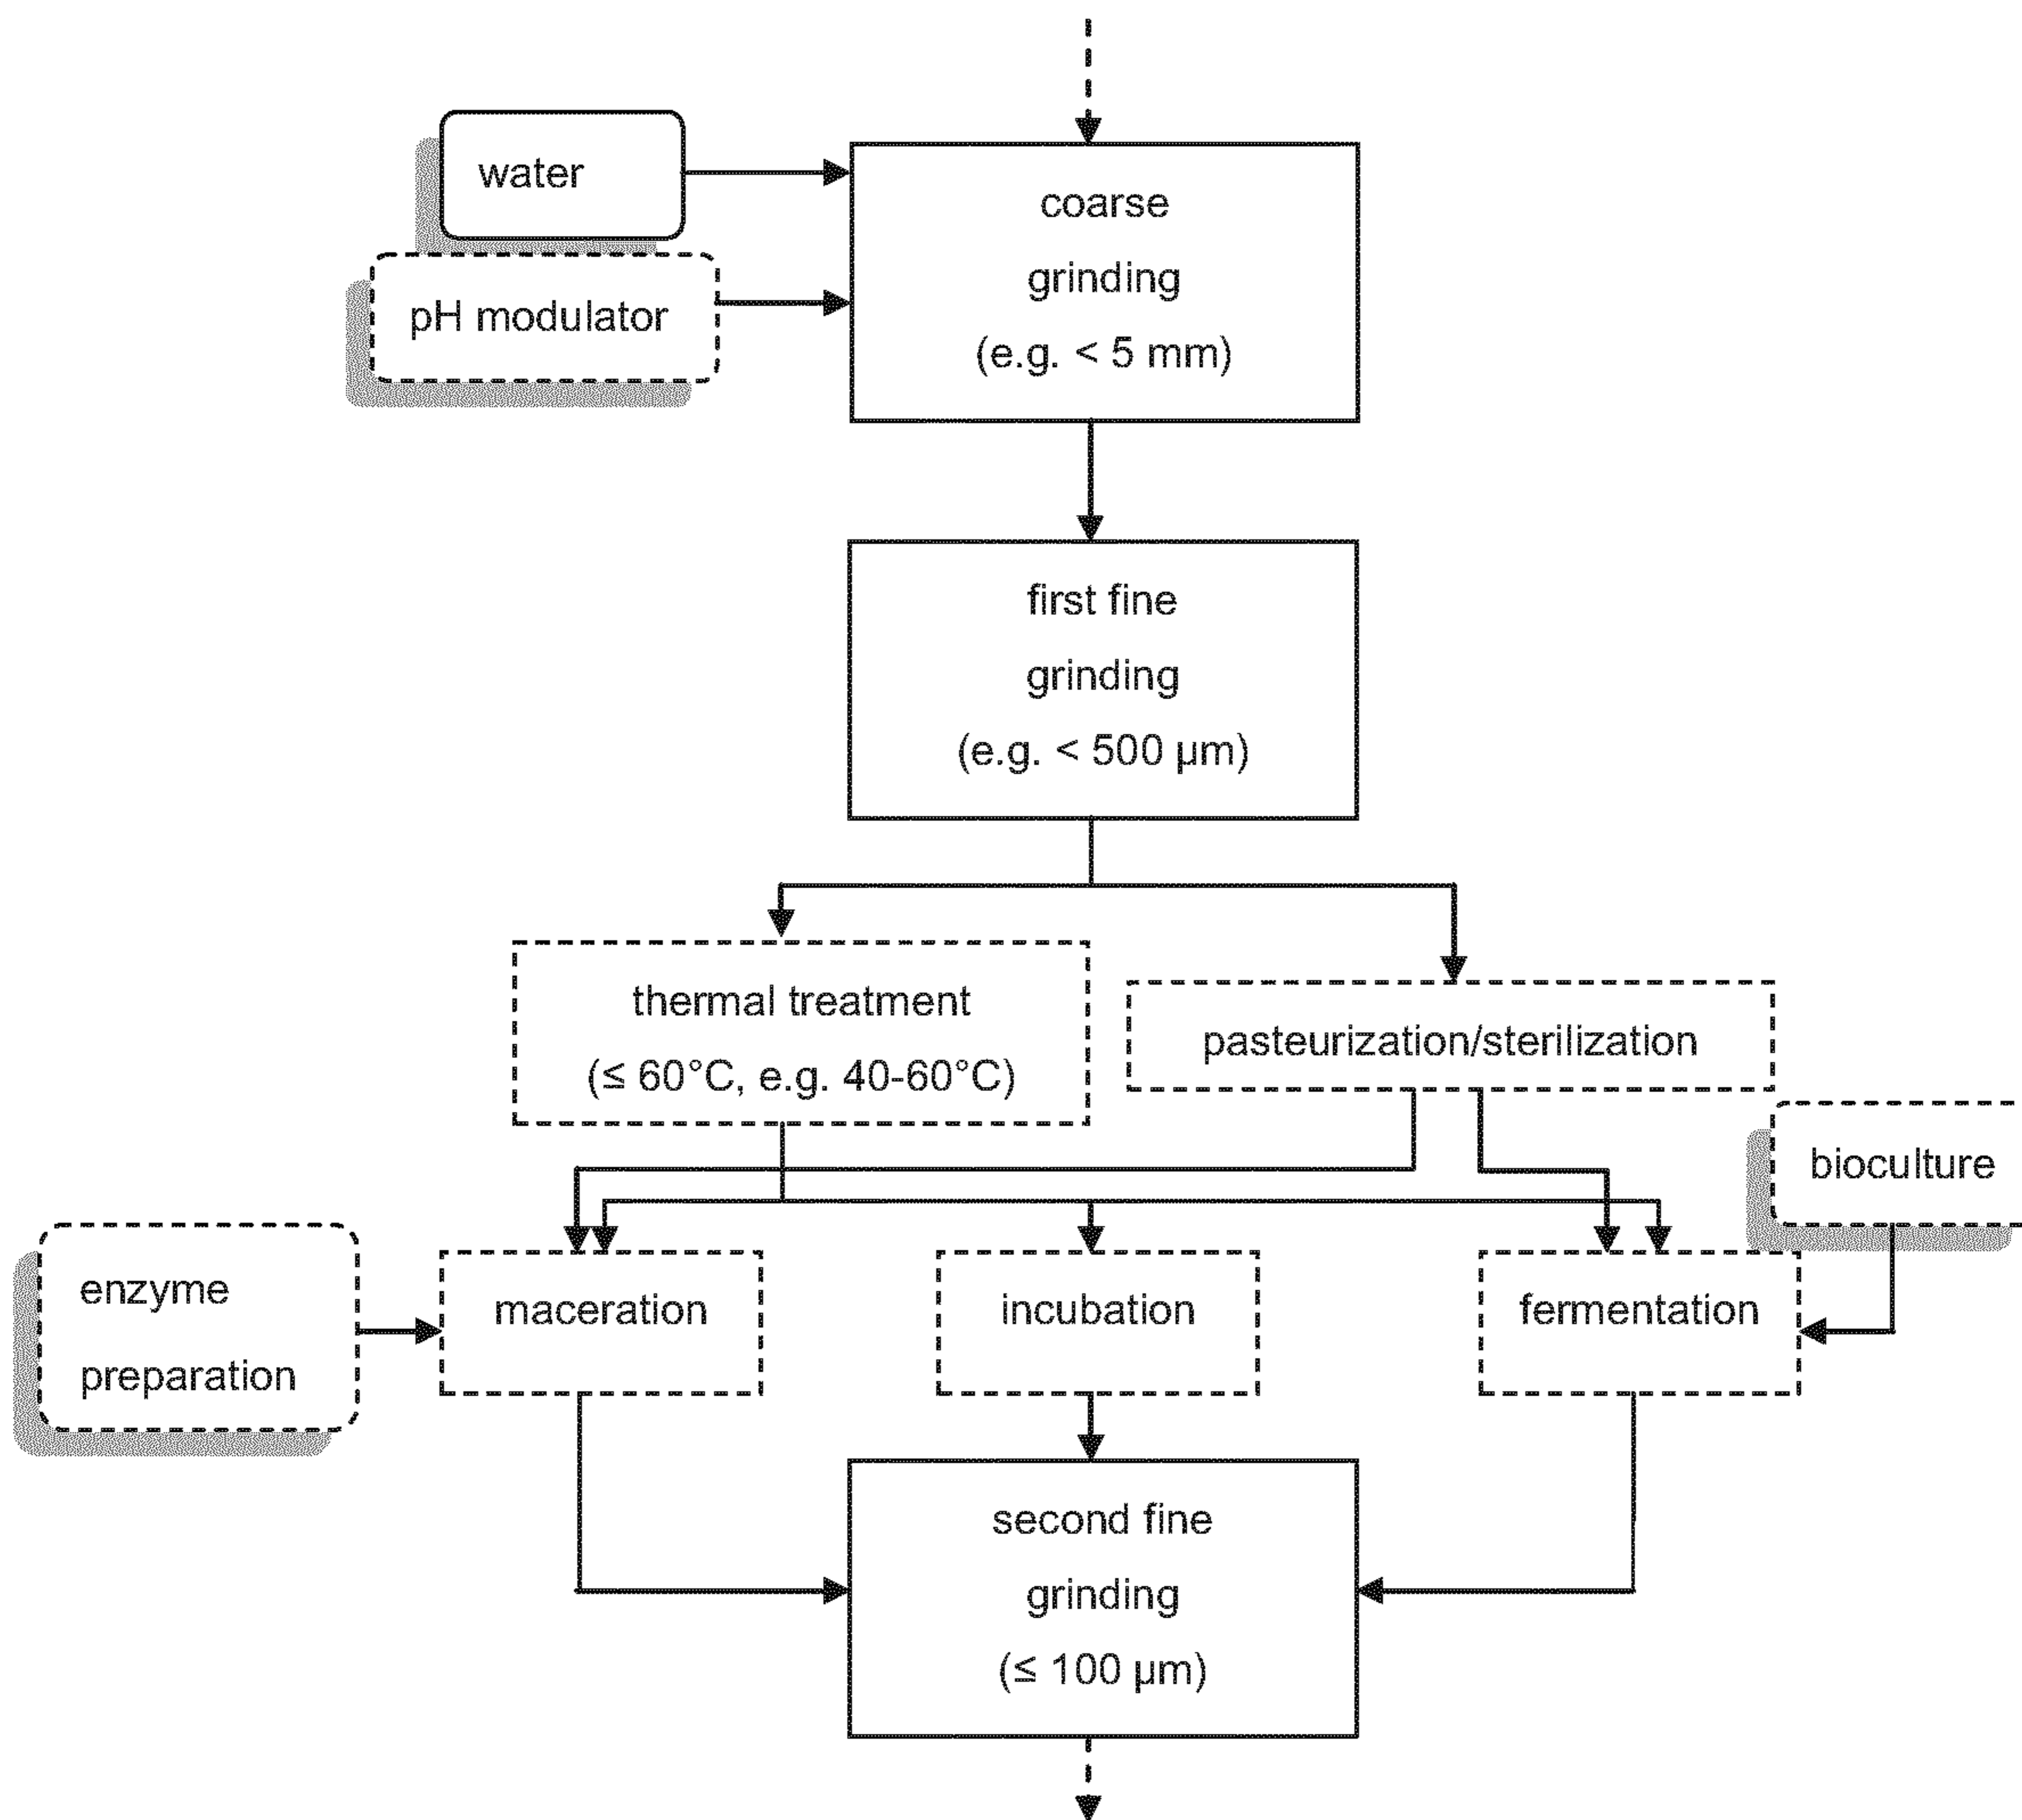 water
pH modulator
coarse
grinding
(e.g. < 5 mm)
first fine
grinding
(e.g. < 500 µm)
thermal treatment
(≤ 60°C, e.g. 40-60°C)
pasteurization/sterilization
bioculture
enzyme
preparation
maceration
incubation
fermentation
second fine
grinding
(≤ 100 µm)